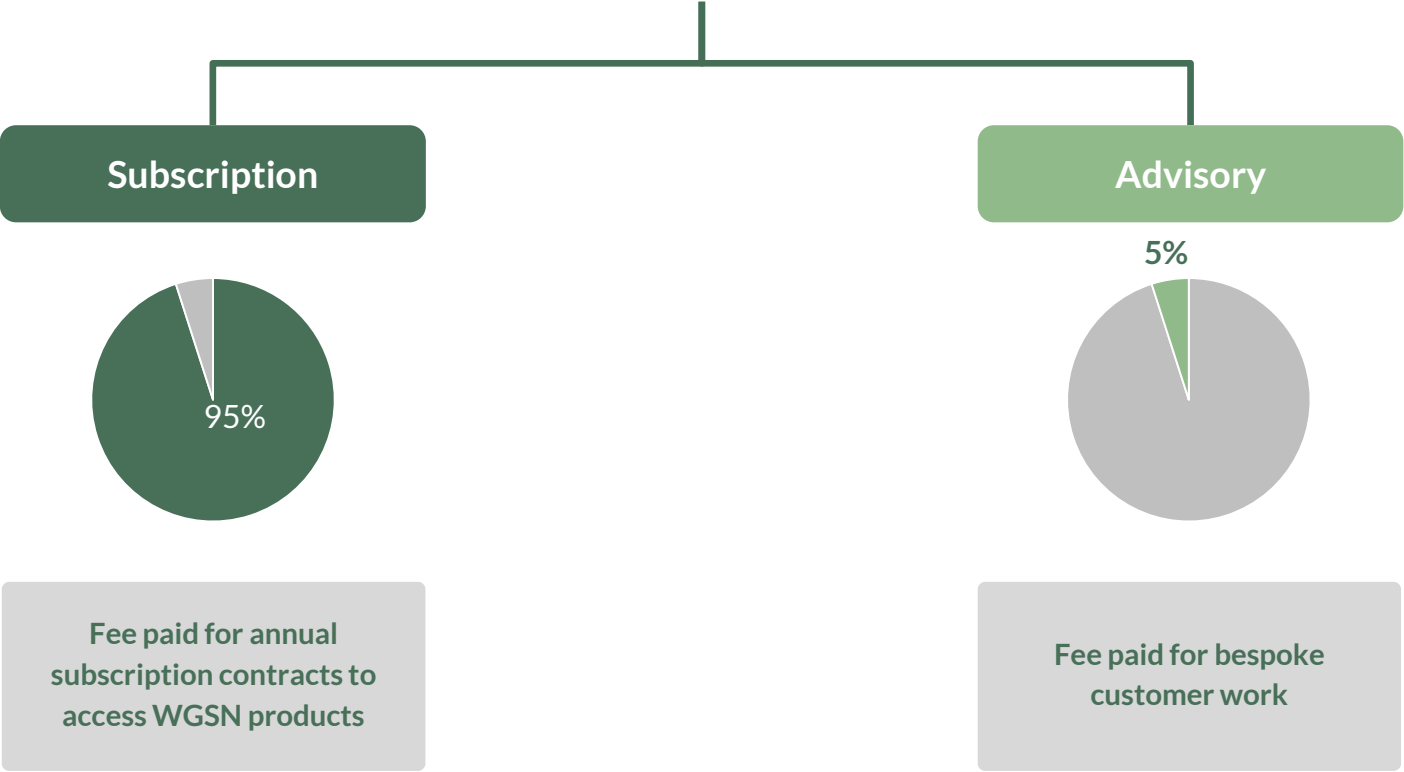 Subscription
Advisory
5%
95%
Fee paid for annual
subscription contracts to
access WGSN products
Fee paid for bespoke
customer work